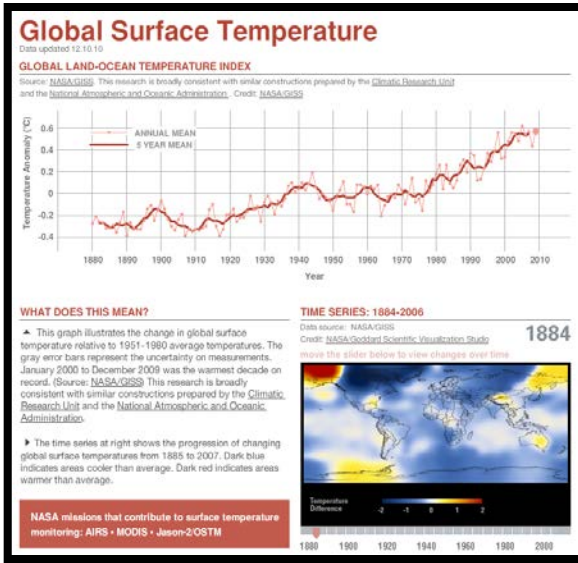 Global Surface Temperature
Data updated 12.10.10
GLOBAL LAND-OCEAN TEMPERATURE INDEX
Source: NASA/GISS. This research is broadly consistent with similar constructions prepared by the Climatic Research Unit
and the National Atmospheric and Oceanic Administration. Credit: NASA/GISS
Temperature Anomaly (°C)
ANNUAL MEAN
5 YEAR MEAN
0.6
0.4
0.2
0
-0.2
-0.4
1880 1890 1900 1910 1920 1930 1940 1950 1960 1970 1980 1990 2000 2010
Year
WHAT DOES THIS MEAN?
This graph illustrates the change in global surface
temperature relative to 1951-1980 average temperatures. The
gray error bars represent the uncertainty on measurements.
January 2000 to December 2009 was the warmest decade on
record. (Source: NASA/GISS) This research is broadly
consistent with similar constructions prepared by the Climatic
Research Unit and the National Atmospheric and Oceanic
Administration.
The time series at right shows the progression of changing
global surface temperatures from 1885 to 2007. Dark blue
indicates areas cooler than average. Dark red indicates areas
warmer than average.
NASA missions that contribute to surface temperature
monitoring: AIRS • MODIS • Jason-2/OSTM
TIME SERIES: 1884-2006
Data source: NASA/GISS
Credit: NASA/Goddard Scientific Visualization Studio
1884
move the slider below to view changes over time
Temperature
Difference
-2 -1 0 1 2
1880 1900 1920 1940 1960 1980 2000